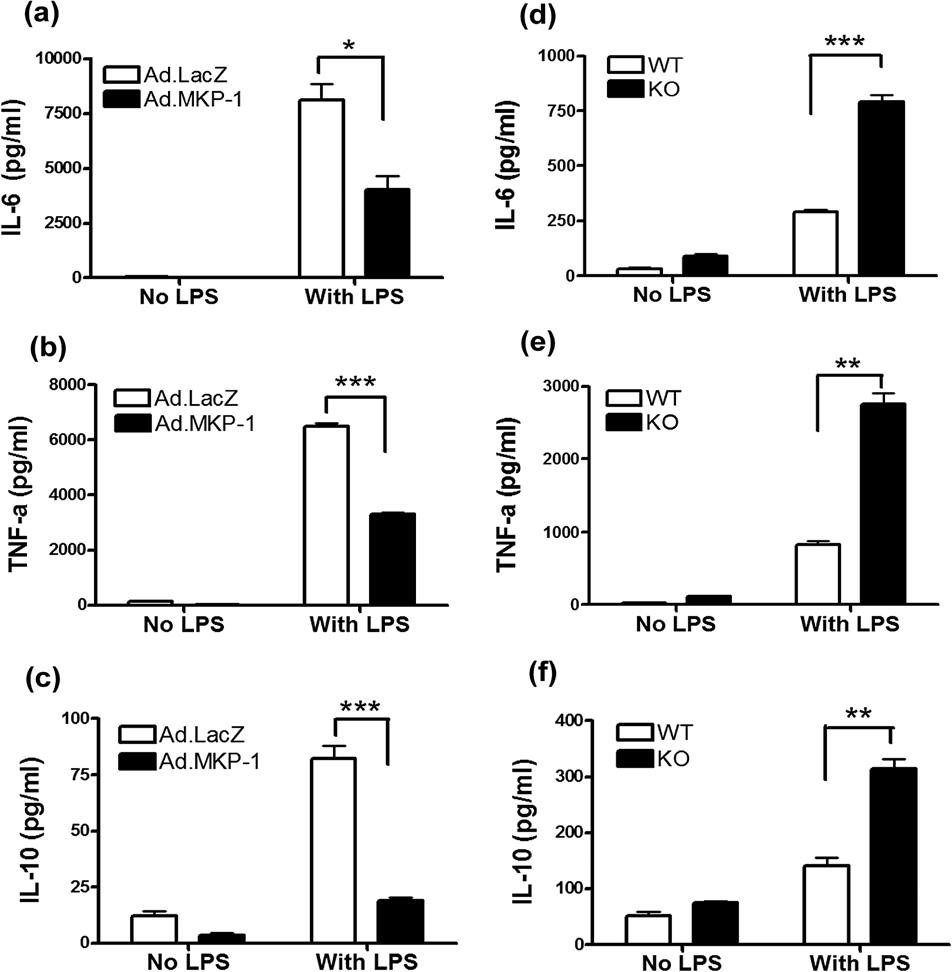 (a)
*
10000
7500
5000
2500
0
IL-6 (pg/ml)
Ad.LacZ
Ad.MKP-1
No LPS
With LPS
(d)
***
1000
750
500
250
0
IL-6 (pg/ml)
WT
KO
No LPS
With LPS
(b)
***
8000
6000
4000
2000
0
TNF-a (pg/ml)
Ad.LacZ
Ad.MKP-1
No LPS
With LPS
(e)
**
3000
2000
1000
0
TNF-a (pg/ml)
WT
KO
No LPS
With LPS
(c)
***
100
75
50
25
0
IL-10 (pg/ml)
Ad.LacZ
Ad.MKP-1
No LPS
With LPS
(f)
**
400
300
200
100
0
IL-10 (pg/ml)
WT
KO
No LPS
With LPS